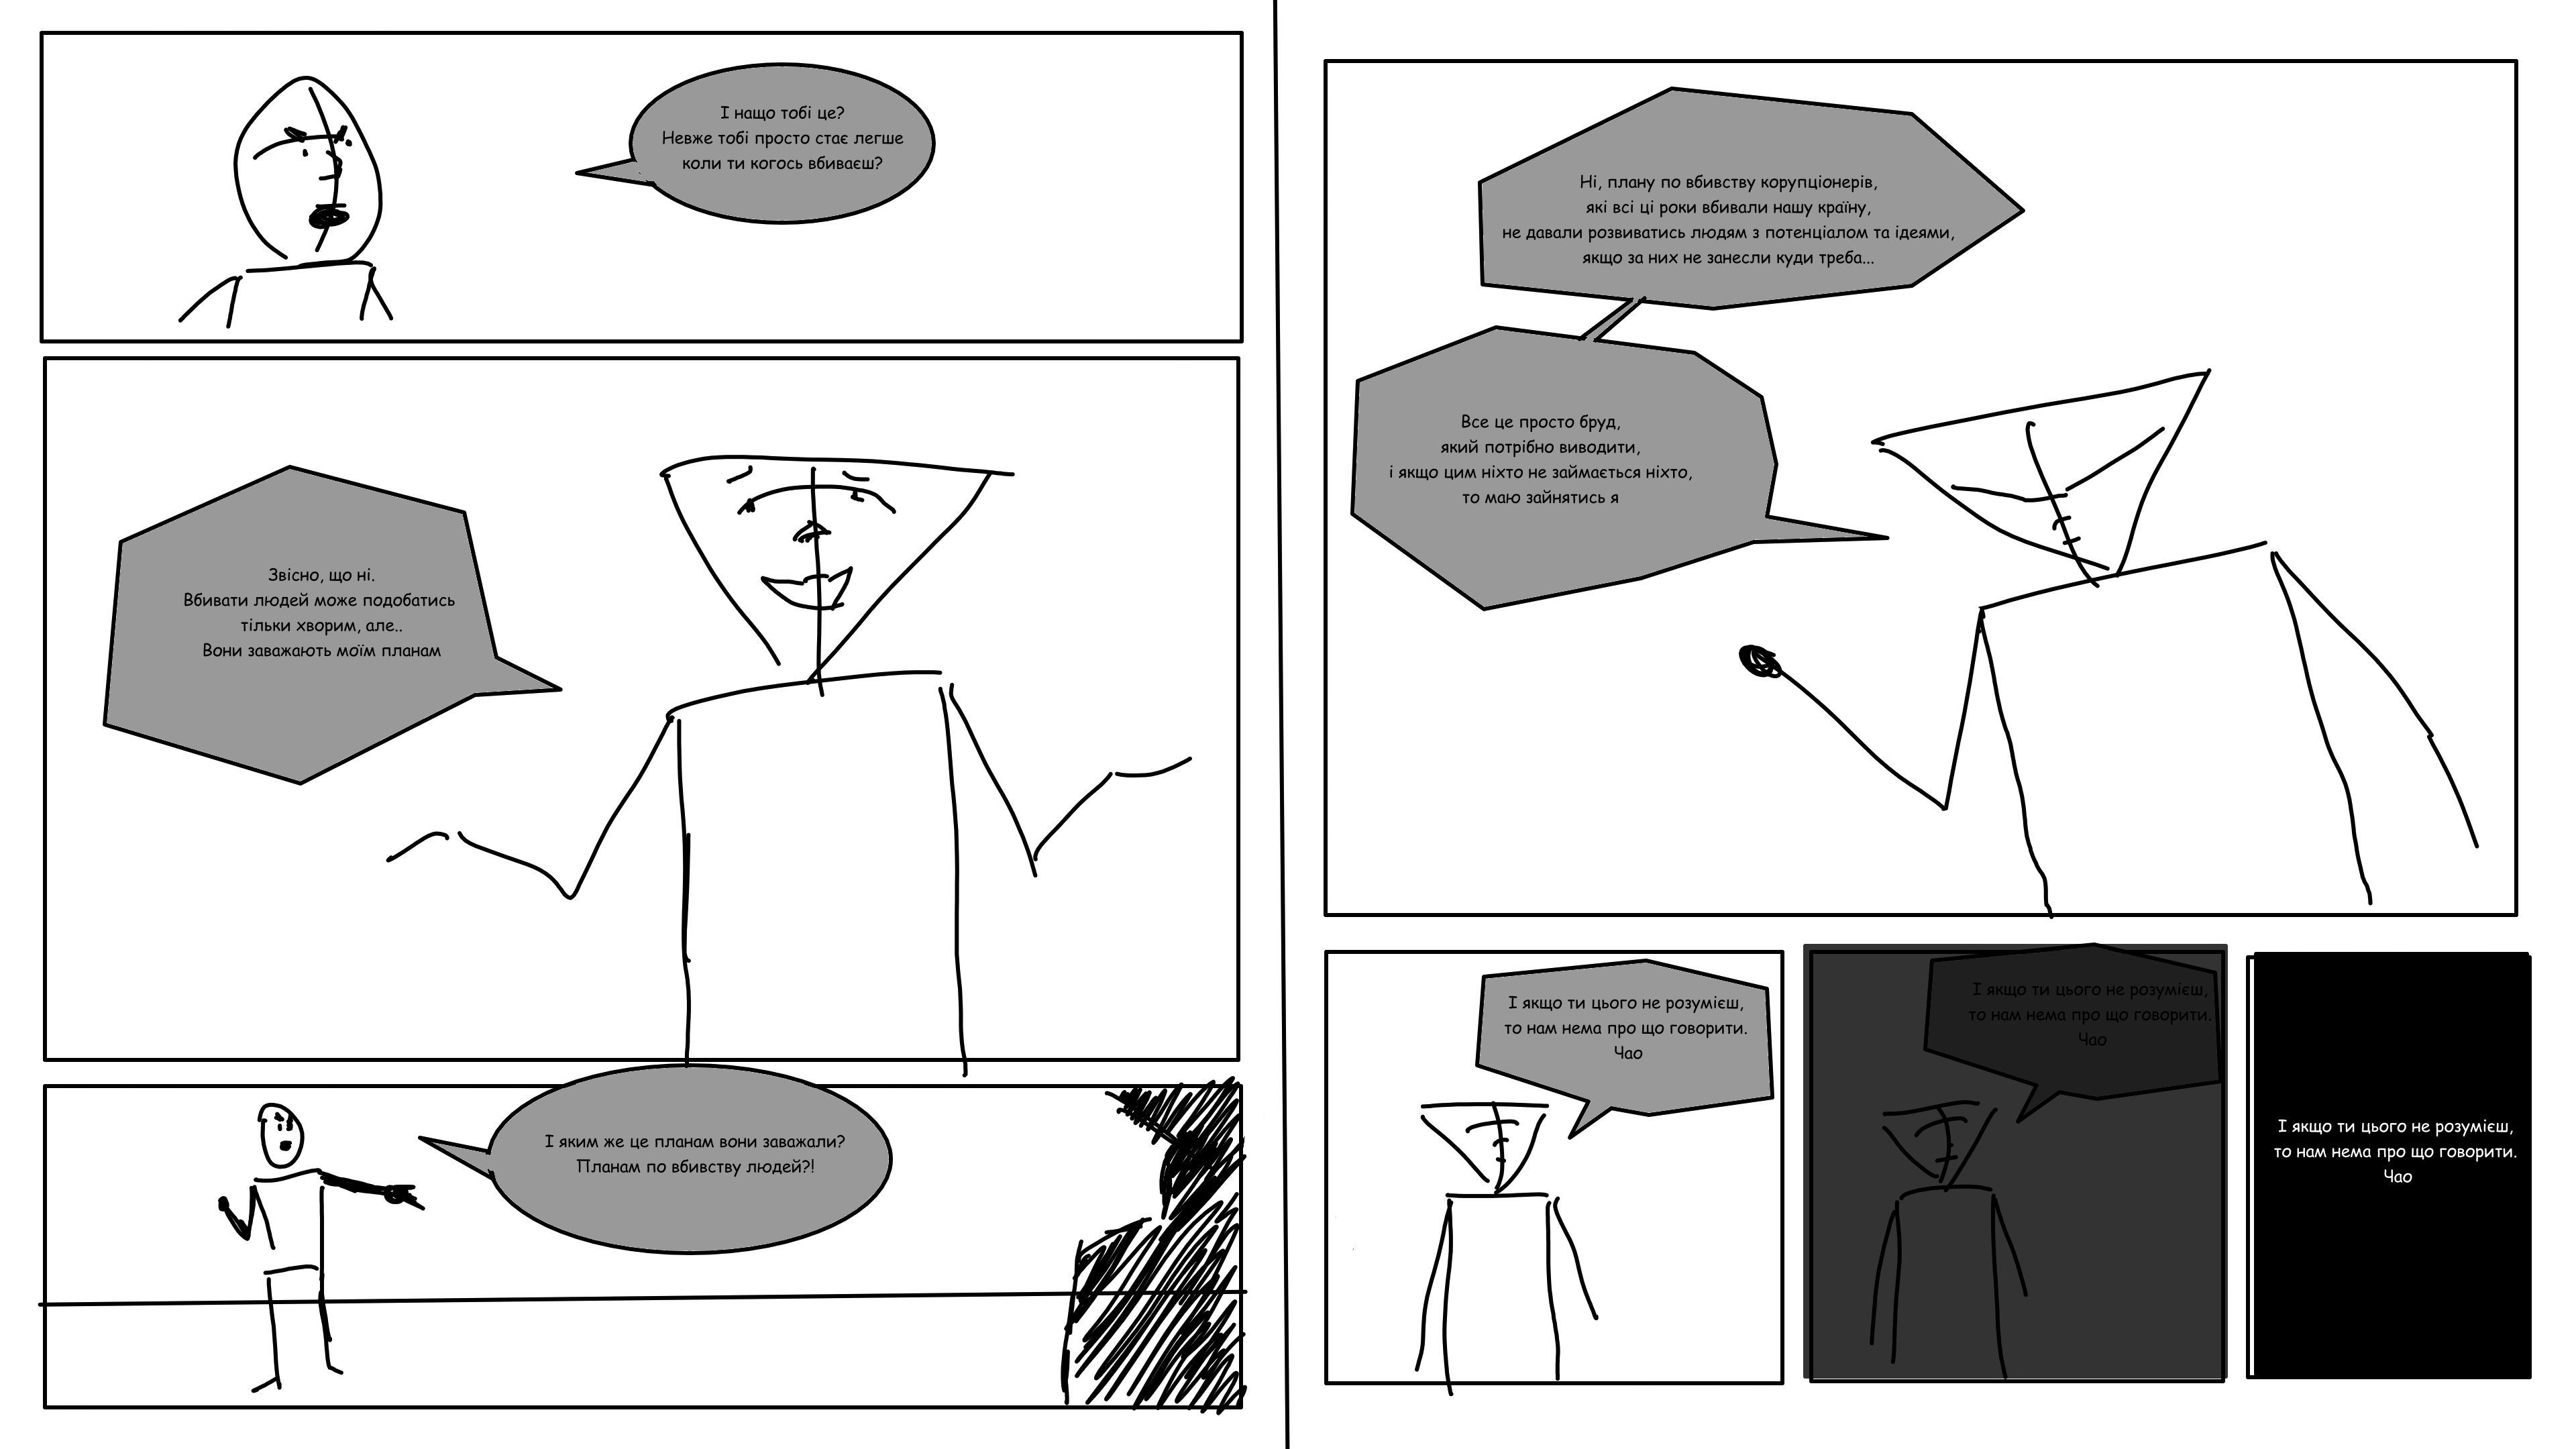 І нащо тобі це?
Невже тобі просто стає легше
коли ти когось вбиваєш?
Звісно, що ні.
Вбивати людей може подобатись
тільки хворим, але..
Вони заважають моїм планам
І яким же це планам вони заважали?
Планам по вбивству людей?!
Ні, плану по вбивству корупціонерів,
які всі ці роки вбивали нашу країну,
не давали розвиватись людям з потенціалом та ідеями,
якщо за них не занесли куди треба...
Все це просто бруд,
який потрібно виводити,
і якщо цим ніхто не займається ніхто,
то маю зайнятись я
І якщо ти цього не розумієш,
то нам нема про що говорити.
Чао
І якщо ти цього не розумієш,
то нам нема про що говорити.
Чао
І якщо ти цього не розумієш,
то нам нема про що говорити.
Чао